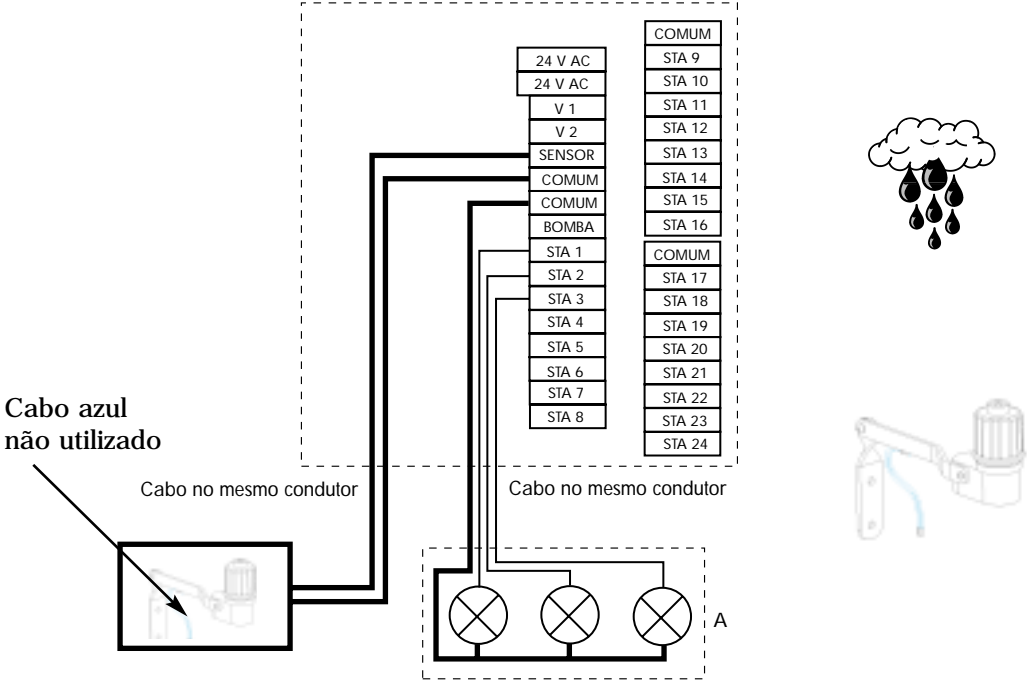 24 V AC
24 V AC
V 1
V 2
SENSOR
COMUM
COMUM
BOMBA
STA 1
STA 2
STA 3
STA 4
STA 5
STA 6
STA 7
STA 8
COMUM
STA 9
STA 10
STA 11
STA 12
STA 13
STA 14
STA 15
STA 16
COMUM
STA 17
STA 18
STA 19
STA 20
STA 21
STA 22
STA 23
STA 24
Cabo azul
não utilizado
Cabo no mesmo condutor
Cabo no mesmo condutor
A